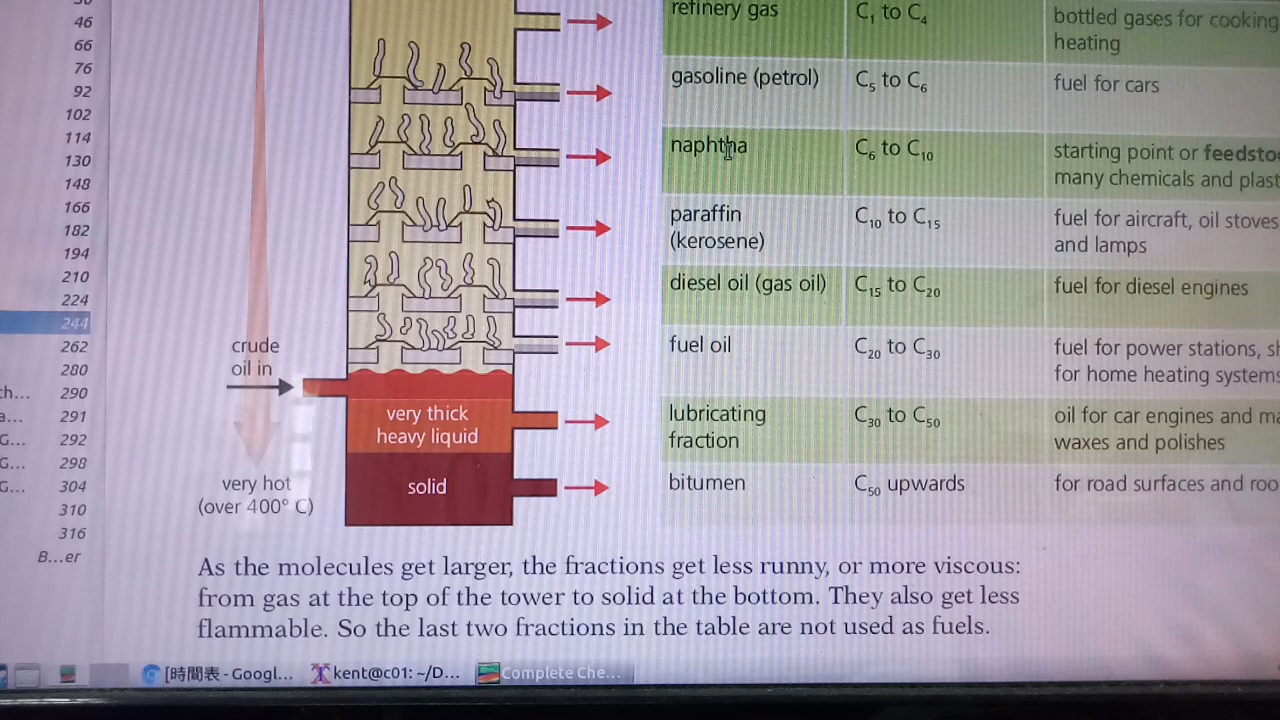 46
66
76
92
102
114
130
148
166
182
194
210
224
244
262
280
290
291
292
298
304
310
316
B...er
a...
G...
G...
G...
crude
oil in
very hot
(over 400° C)
very thick
heavy liquid
solid
refinery gas C₁ to C₄ bottled gases for cooking
heating
gasoline (petrol) C₅ to C₆ fuel for cars
naphtha C₆ to C₁₀ starting point or
many chemicals and
paraffin C₁₀ to C₁₅ fuel for aircraft, oil stoves
(kerosene) and lamps
diesel oil (gas oil) C₁₅ to C₂₀ fuel for diesel engines
fuel oil C₂₀ to C₃₀ fuel for power stations,
for home heating systems
lubricating C₃₀ to C₅₀ oil for car engines and
fraction waxes and polishes
bitumen C₅₀ upwards for road surfaces and
As the molecules get larger, the fractions get less runny, or more viscous:
from gas at the top of the tower to solid at the bottom. They also get less
flammable. So the last two fractions in the table are not used as fuels.
[時間表 - Googl... kent@c01: ~/D... Complete Che...